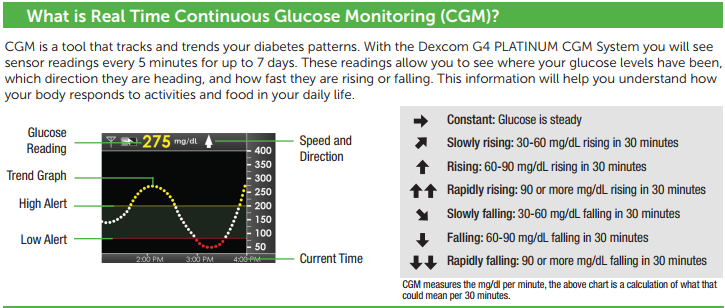 What is Real Time Continuous Glucose Monitoring (CGM)?
CGM is a tool that tracks and trends your diabetes patterns. With the Dexcom G4 PLATINUM CGM System you will see
sensor readings every 5 minutes for up to 7 days. These readings allow you to see where your glucose levels have been,
which direction they are heading, and how fast they are rising or falling. This information will help you understand how
your body responds to activities and food in your daily life.
Glucose
Reading
Trend Graph
High Alert
Low Alert
275 mg/dL
400
350
300
250
200
150
100
50
2:00 PM 3:00 PM 4:00 PM
Speed and
Direction
Current Time
Constant: Glucose is steady
Slowly rising: 30-60 mg/dL rising in 30 minutes
Rising: 60-90 mg/dL rising in 30 minutes
Rapidly rising: 90 or more mg/dL rising in 30 minutes
Slowly falling: 30-60 mg/dL falling in 30 minutes
Falling: 60-90 mg/dL falling in 30 minutes
Rapidly falling: 90 or more mg/dL falling in 30 minutes
CGM measures the mg/dl per minute, the above chart is a calculation of what that
could mean per 30 minutes.